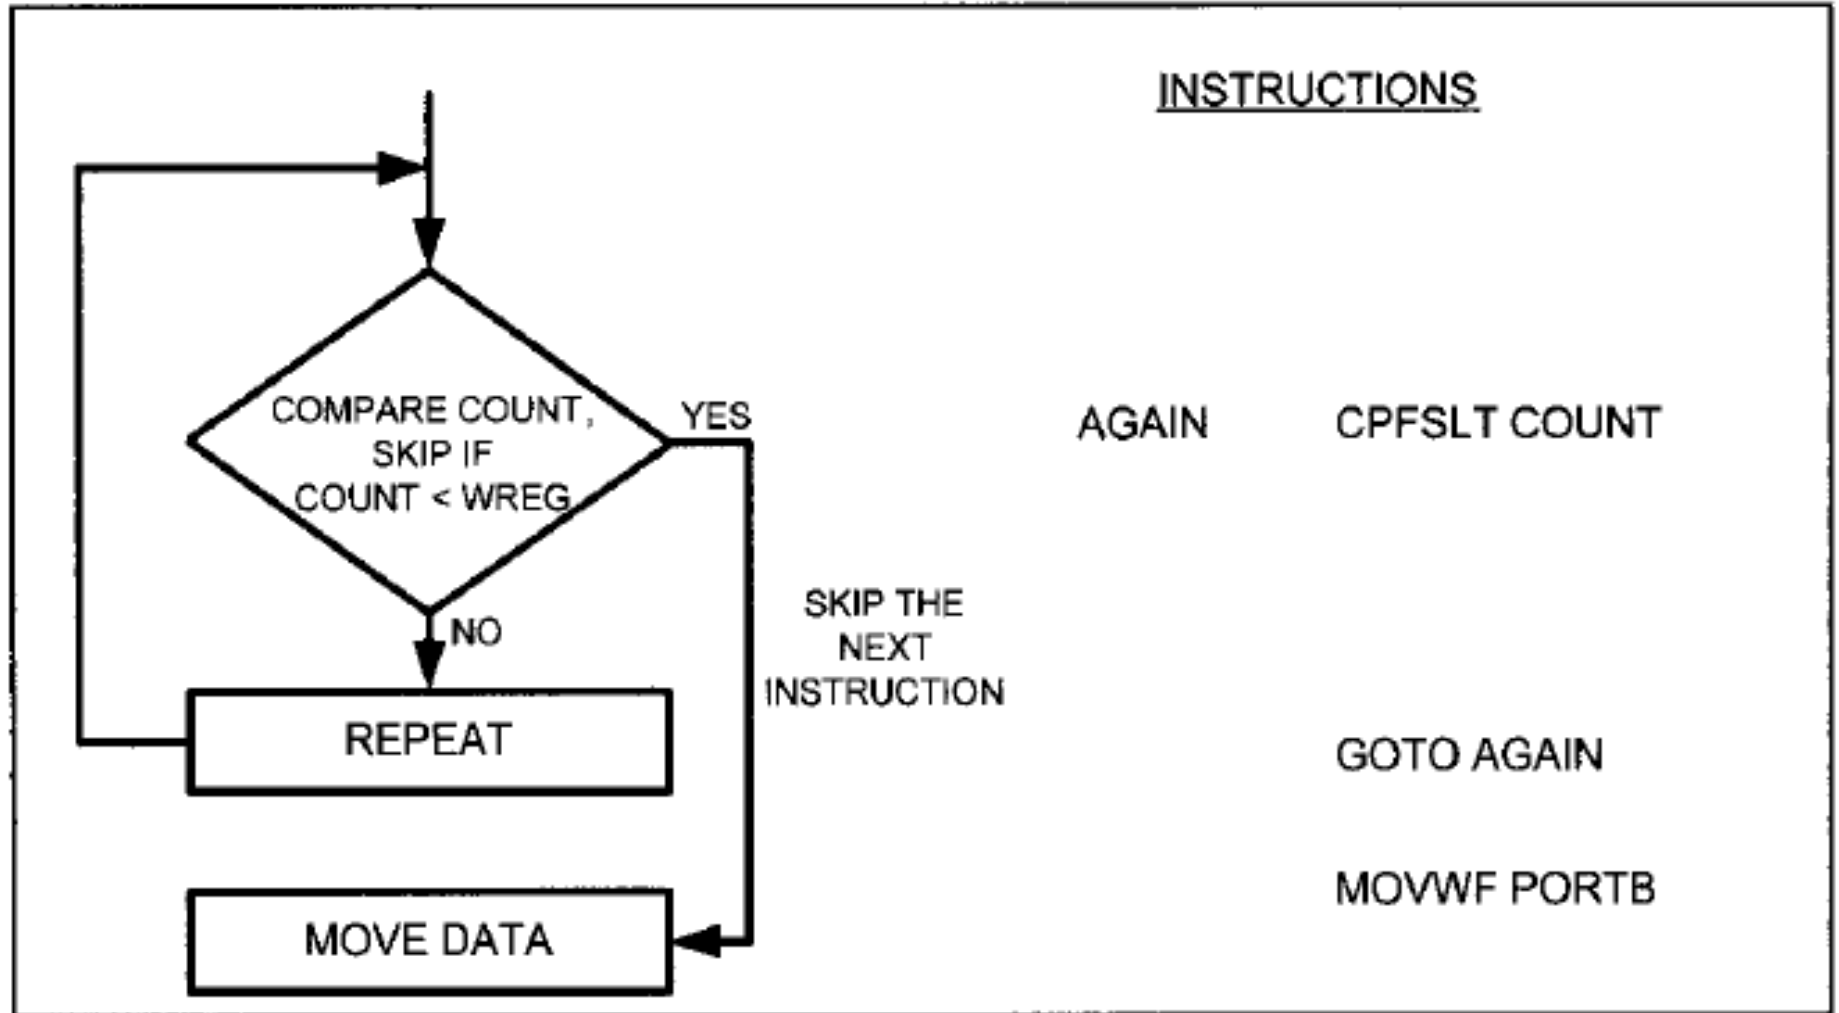 INSTRUCTIONS
COMPARE COUNT,
SKIP IF
COUNT < WREG
YES
NO
SKIP THE
NEXT
INSTRUCTION
REPEAT
MOVE DATA
AGAIN CPFSLT COUNT
GOTO AGAIN
MOVWF PORTB